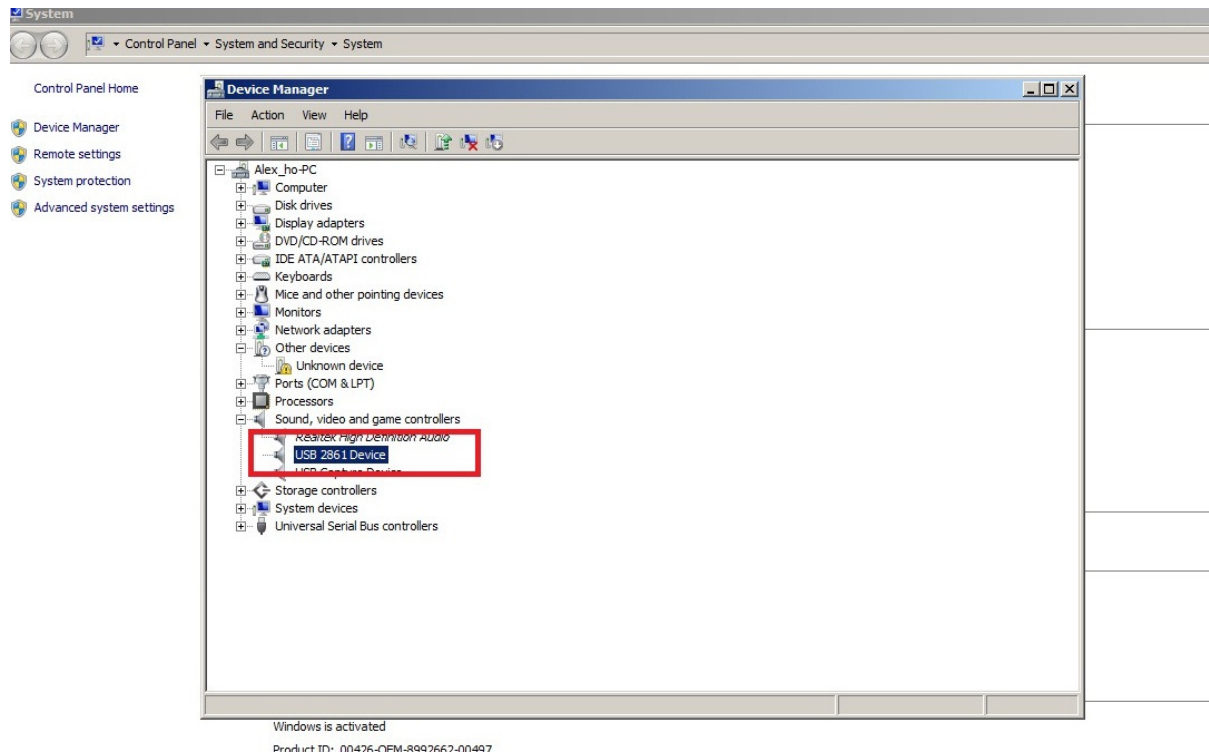 System
Control Panel ▾ System and Security ▾ System
Control Panel Home
Device Manager
Remote settings
System protection
Advanced system settings
Device Manager
File Action View Help
Alex_ho-PC
Computer
Disk drives
Display adapters
DVD/CD-ROM drives
IDE ATA/ATAPI controllers
Keyboards
Mice and other pointing devices
Monitors
Network adapters
Other devices
Unknown device
Ports (COM & LPT)
Processors
Sound, video and game controllers
Realtek High Definition Audio
USB 2861 Device
USB Capture Device
Storage controllers
System devices
Universal Serial Bus controllers
Windows is activated
Product ID: 00426-OEM-8992662-00497